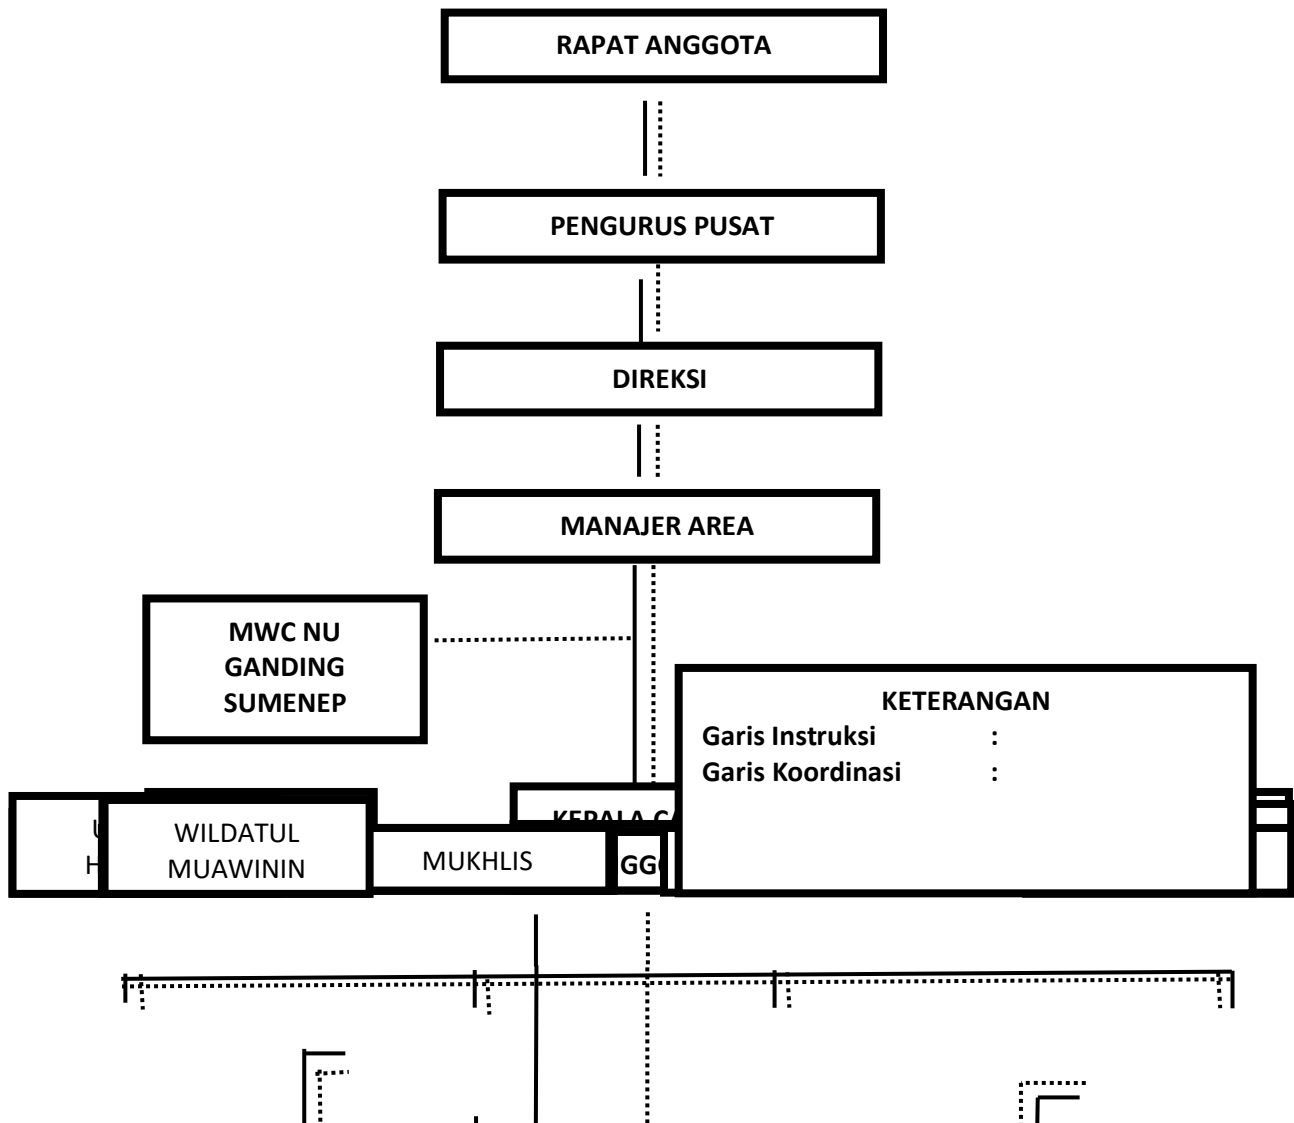 RAPAT ANGGOTA
PENGURUS PUSAT
DIREKSI
MANAJER AREA
MWC NU
GANDING
SUMENEP
KETERANGAN
Garis Instruksi :
Garis Koordinasi :
KEPALA
WILDATUL
MUAWININ
MUKHLIS